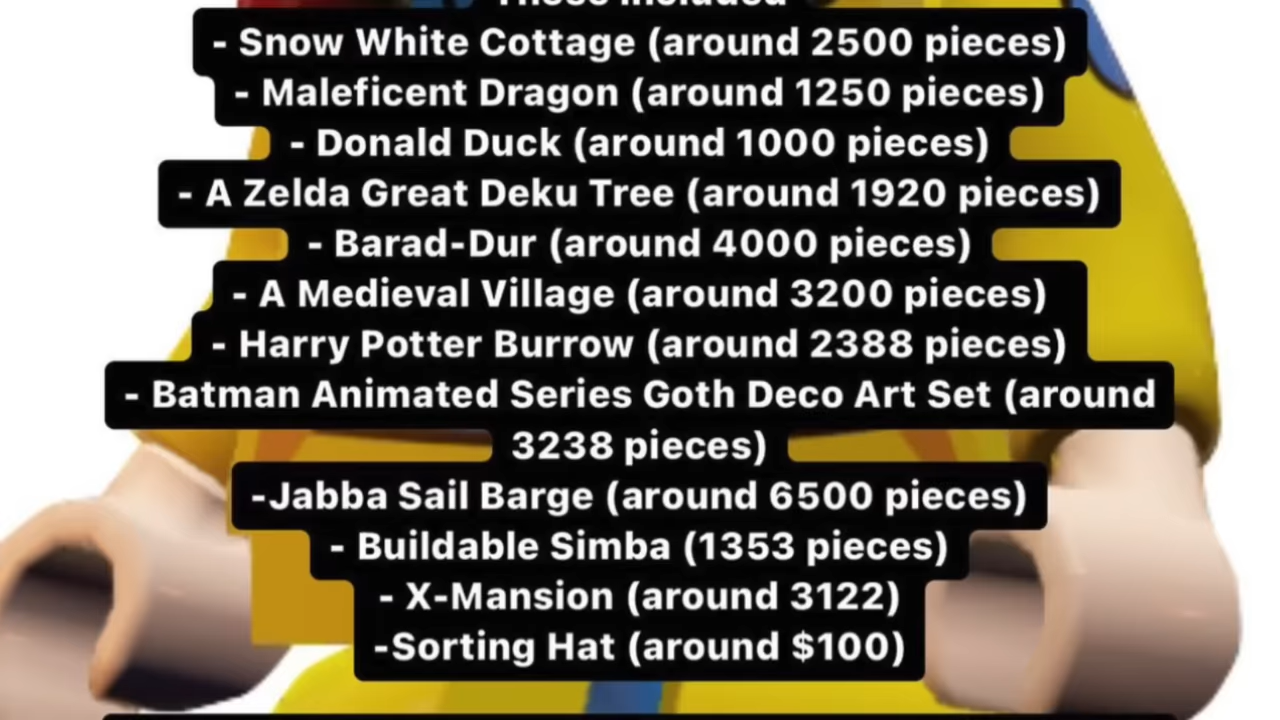 These included
- Snow White Cottage (around 2500 pieces)
- Maleficent Dragon (around 1250 pieces)
- Donald Duck (around 1000 pieces)
- A Zelda Great Deku Tree (around 1920 pieces)
- Barad-Dur (around 4000 pieces)
- A Medieval Village (around 3200 pieces)
- Harry Potter Burrow (around 2388 pieces)
- Batman Animated Series Goth Deco Art Set (around
3238 pieces)
-Jabba Sail Barge (around 6500 pieces)
- Buildable Simba (1353 pieces)
- X-Mansion (around 3122)
-Sorting Hat (around $100)